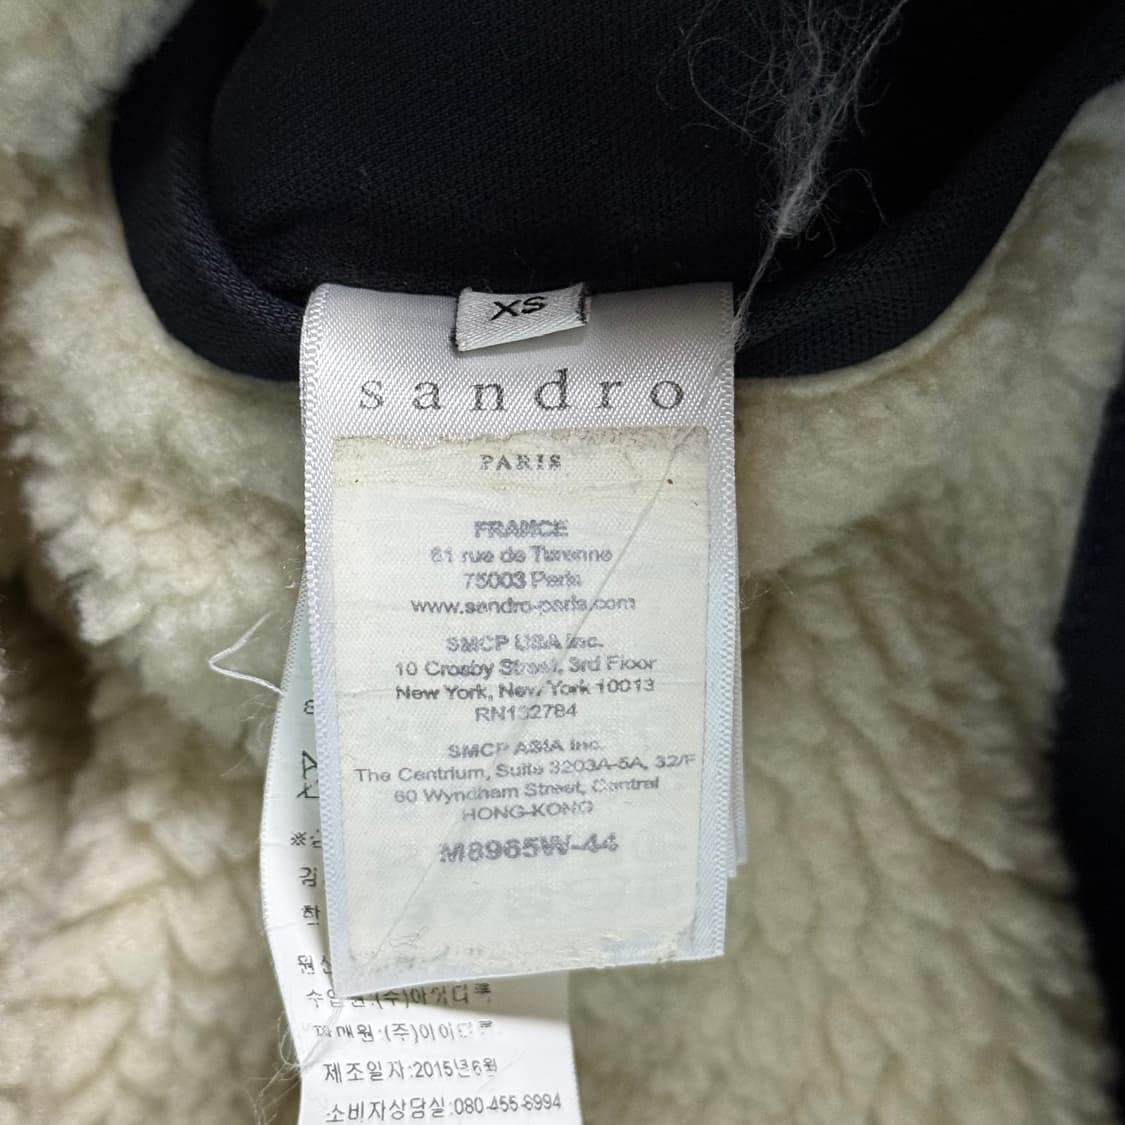 XS
sandro
PARIS
FRANCE
61 rue de Turenne
75003 Paris
www.sandro-paris.com
SMCP USA Inc.
10 Crosby Street, 3rd Floor
New York, New York 10013
RN132784
SMCP ASIA Inc.
The Centrium, Suite 3203A-5A, 32/F
60 Wyndham Street, Central
HONG-KONG
M8965W-44
제조일자:2015년6월
소비자상담실:080-455-6994